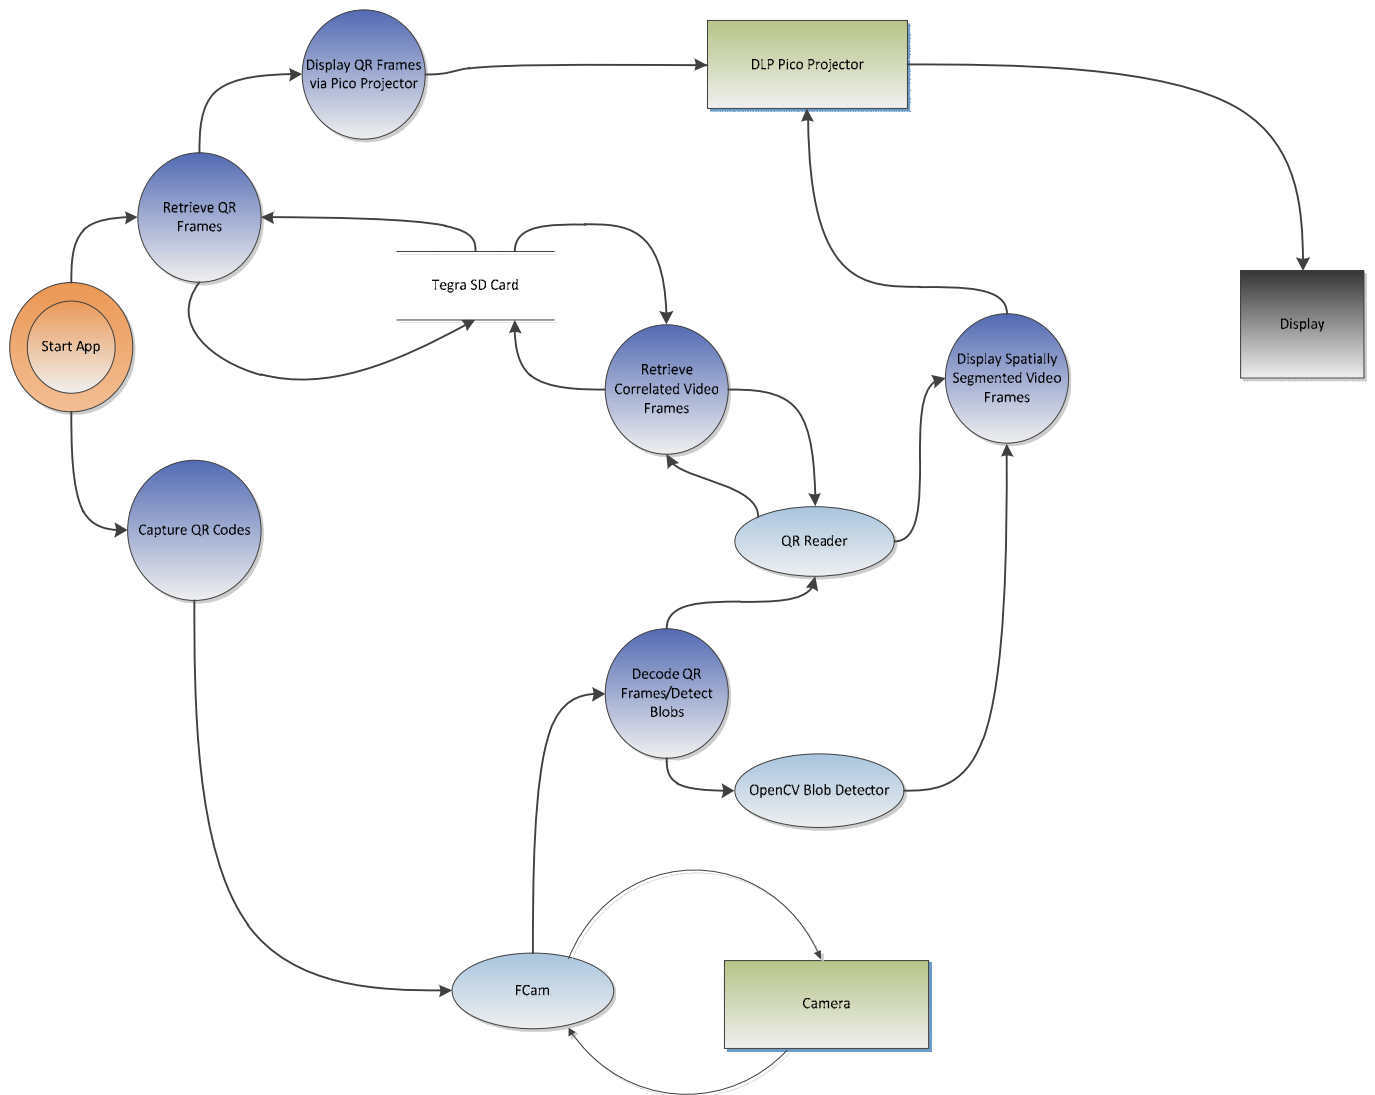 Display QR Frames
via Pico Projector
DLP Pico Projector
Retrieve QR
Frames
Tegra SD Card
Start App
Display
Retrieve
Correlated Video
Frames
Display Spatially
Segmented Video
Frames
Capture QR Codes
QR Reader
Decode QR
Frames/Detect
Blobs
OpenCV Blob Detector
FCam
Camera